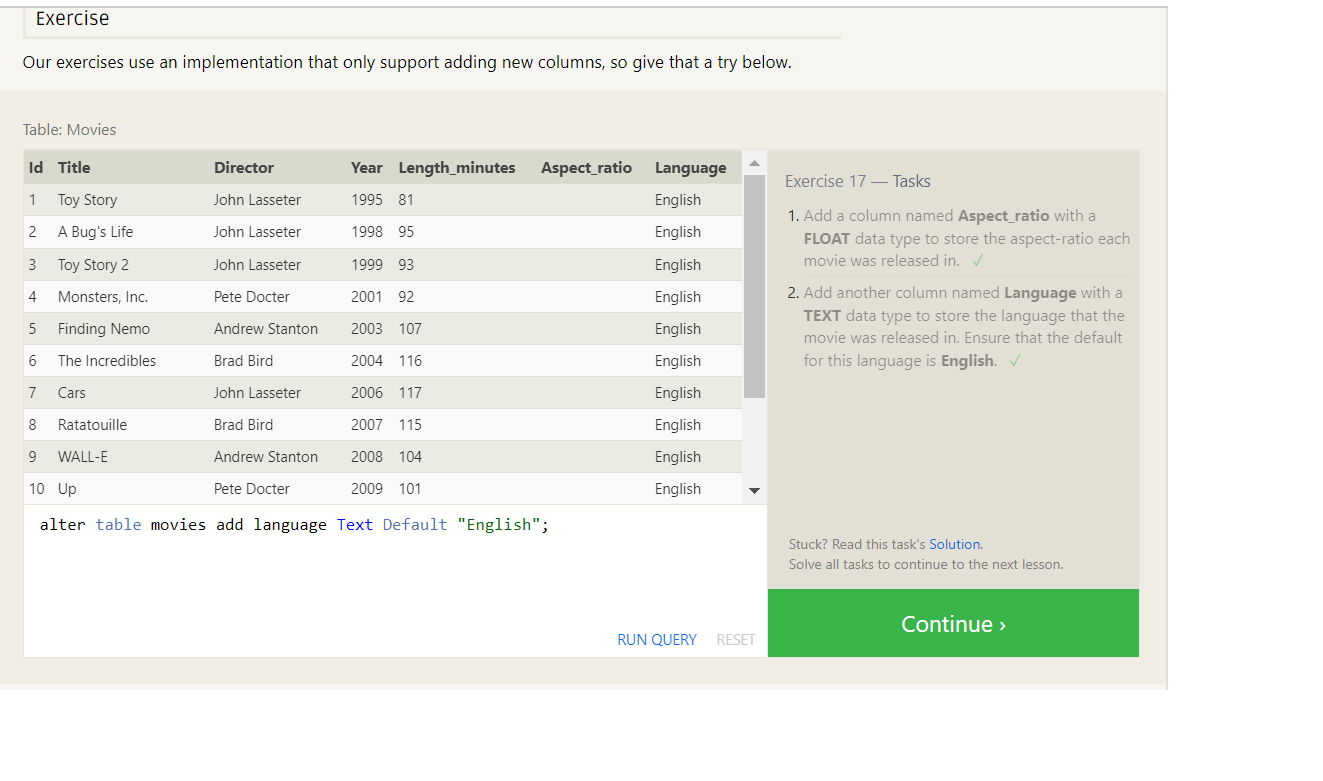 Exercise
Our exercises use an implementation that only support adding new columns, so give that a try below.
Table: Movies
Id Title Director Year Length_minutes Aspect_ratio Language
1 Toy Story John Lasseter 1995 81 English
2 A Bug's Life John Lasseter 1998 95 English
3 Toy Story 2 John Lasseter 1999 93 English
4 Monsters, Inc. Pete Docter 2001 92 English
5 Finding Nemo Andrew Stanton 2003 107 English
6 The Incredibles Brad Bird 2004 116 English
7 Cars John Lasseter 2006 117 English
8 Ratatouille Brad Bird 2007 115 English
9 WALL-E Andrew Stanton 2008 104 English
10 Up Pete Docter 2009 101 English
alter table movies add language Text Default "English";
RUN QUERY RESET
Exercise 17 — Tasks
1. Add a column named Aspect_ratio with a
FLOAT data type to store the aspect-ratio each
movie was released in. ✓
2. Add another column named Language with a
TEXT data type to store the language that the
movie was released in. Ensure that the default
for this language is English. ✓
Stuck? Read this task's Solution.
Solve all tasks to continue to the next lesson.
Continue ›